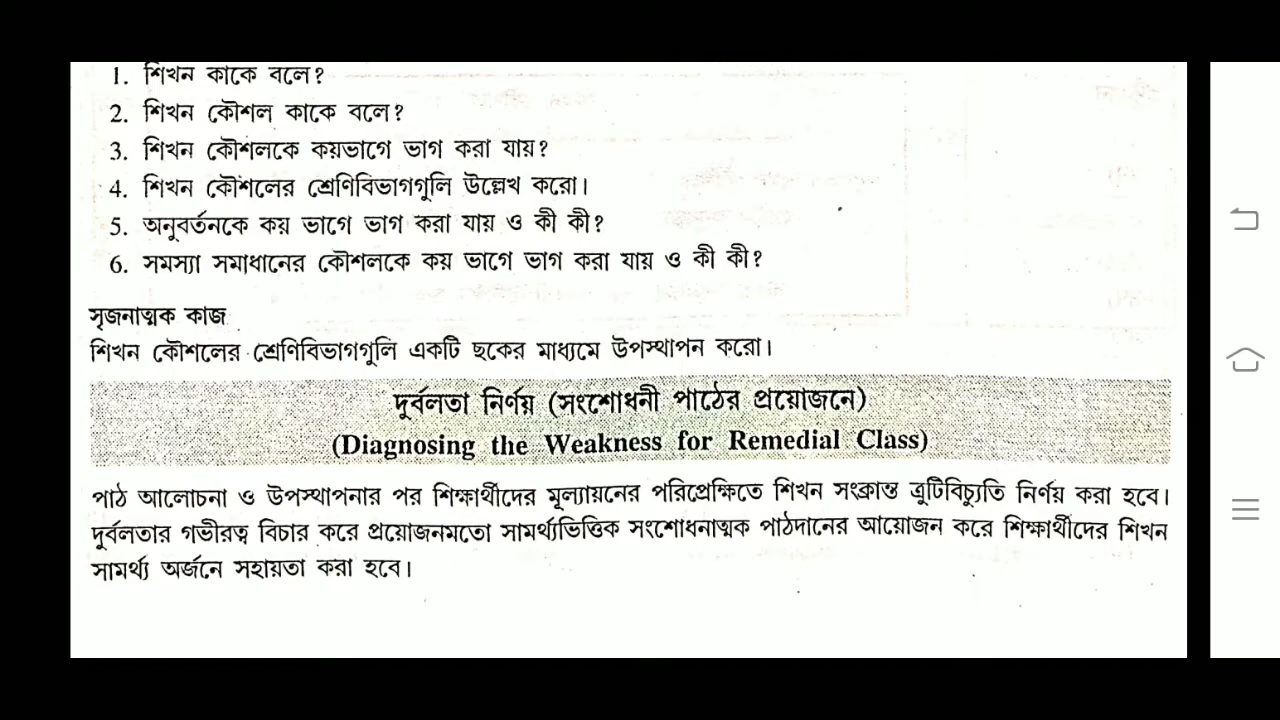 1. শিখন কাকে বলে?
2. শিখন কৌশল কাকে বলে?
3. শিখন কৌশলকে কয়ভাগে ভাগ করা যায়?
4. শিখন কৌশলের শ্রেণিবিভাগগুলি উল্লেখ করো।
5. অনুবর্তনকে কয় ভাগে ভাগ করা যায় ও কী কী?
6. সমস্যা সমাধানের কৌশলকে কয় ভাগে ভাগ করা যায় ও কী কী?
সৃজনাত্মক কাজ
শিখন কৌশলের শ্রেণিবিভাগগুলি একটি ছকের মাধ্যমে উপস্থাপন করো।
দুর্বলতা নির্ণয় (সংশোধনী পাঠের প্রয়োজনে)
(Diagnosing the Weakness for Remedial Class)
পাঠ আলোচনা ও উপস্থাপনার পর শিক্ষার্থীদের মূল্যায়নের পরিপ্রেক্ষিতে শিখন সংক্রান্ত ত্রুটিবিচ্যুতি নির্ণয় করা হবে।
দুর্বলতার গভীরত্ব বিচার করে প্রয়োজনমতো সামর্থ্যভিত্তিক সংশোধনাত্মক পাঠদানের আয়োজন করে শিক্ষার্থীদের শিখন
সামর্থ্য অর্জনে সহায়তা করা হবে।